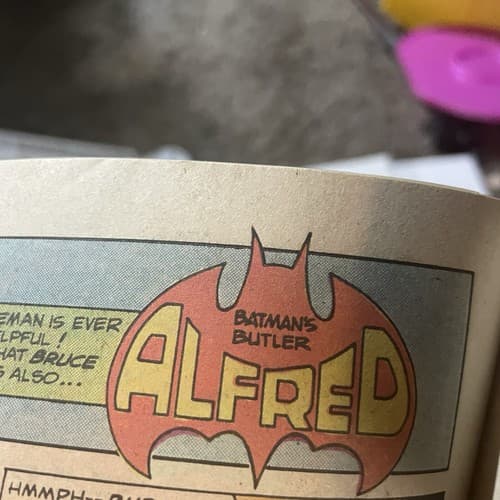 EMAN IS EVER
LPFUL!
HAT BRUCE
S ALSO...
BATMAN'S
BUTLER
ALFRED
HMMPH--